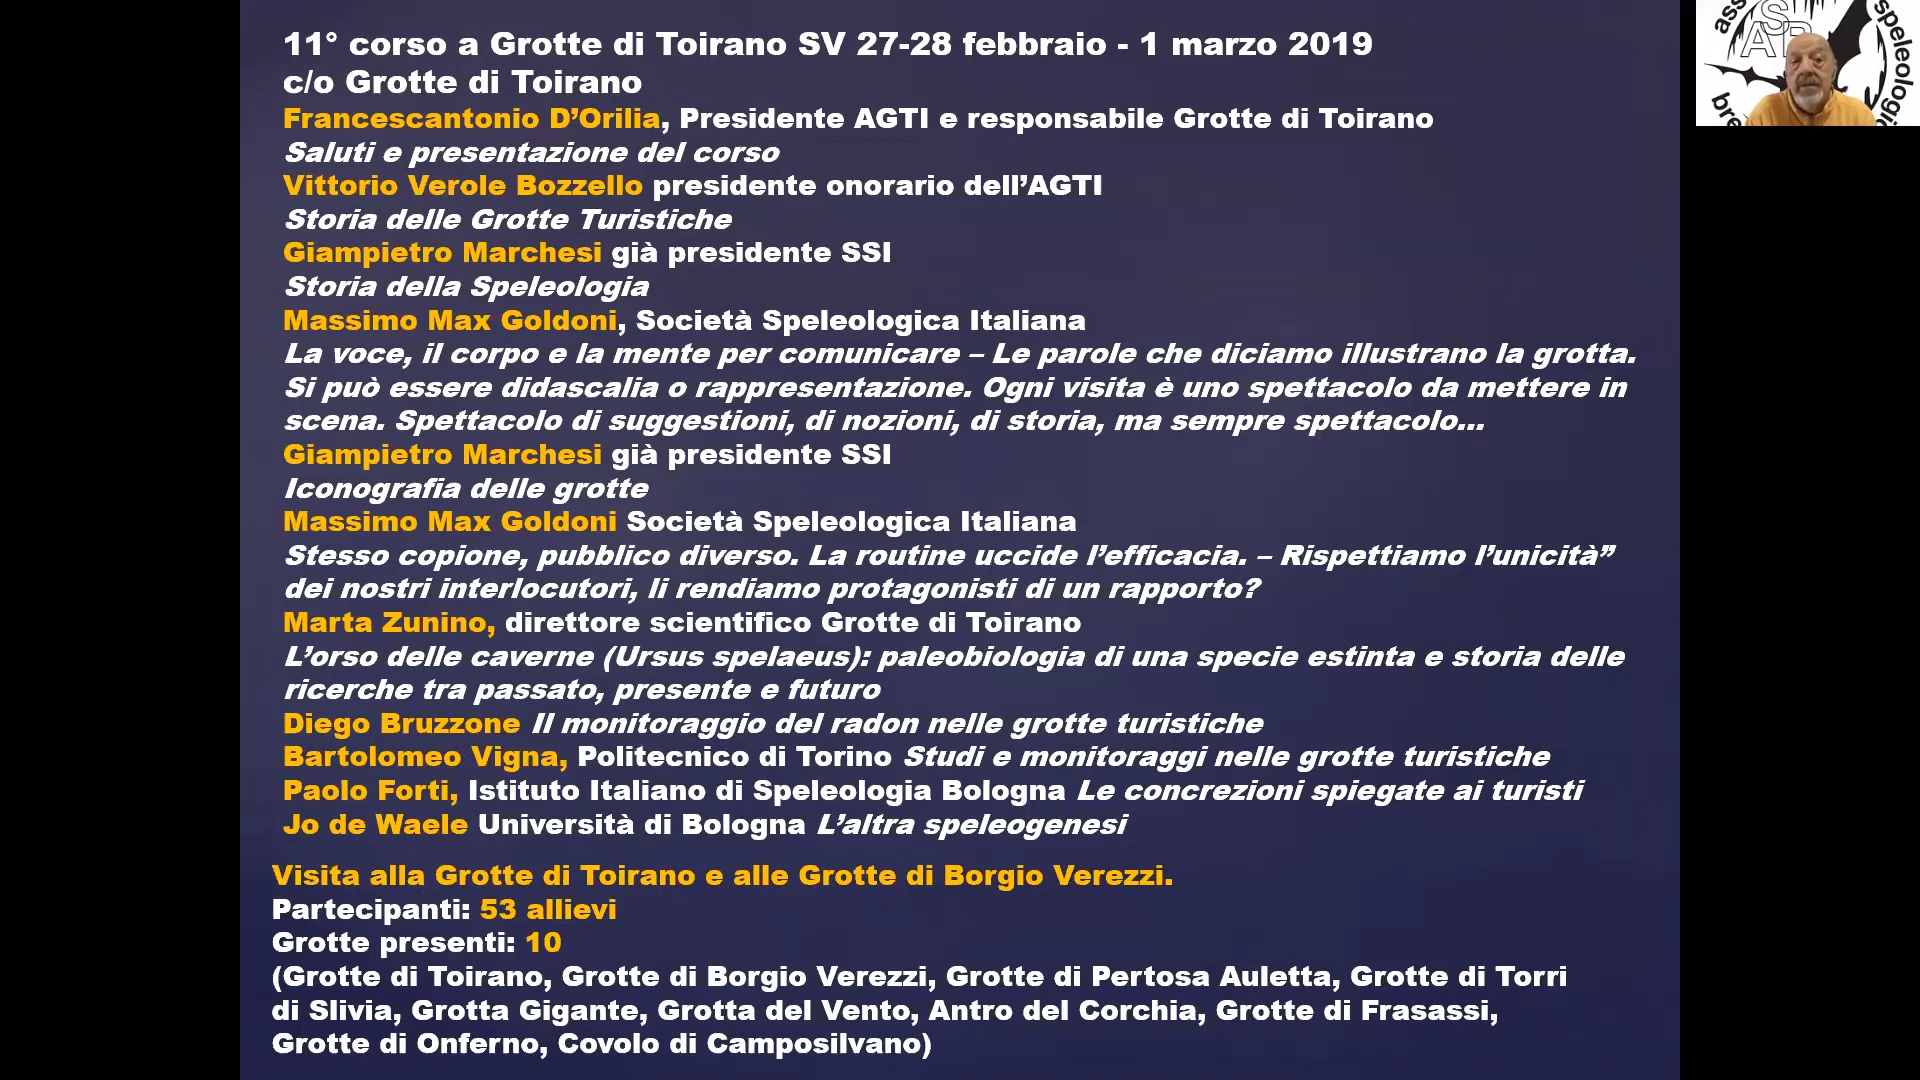 11° corso a Grotte di Toirano SV 27-28 febbraio - 1 marzo 2019
c/o Grotte di Toirano
Francescantonio D’Orilia, Presidente AGTI e responsabile Grotte di Toirano
Saluti e presentazione del corso
Vittorio Verole Bozzello presidente onorario dell’AGTI
Storia delle Grotte Turistiche
Giampietro Marchesi già presidente SSI
Storia della Speleologia
Massimo Max Goldoni, Società Speleologica Italiana
La voce, il corpo e la mente per comunicare – Le parole che diciamo illustrano la grotta.
Si può essere didascalia o rappresentazione. Ogni visita è uno spettacolo da mettere in
scena. Spettacolo di suggestioni, di nozioni, di storia, ma sempre spettacolo...
Giampietro Marchesi già presidente SSI
Iconografia delle grotte
Massimo Max Goldoni Società Speleologica Italiana
Stesso copione, pubblico diverso. La routine uccide l’efficacia. – Rispettiamo l’unicità”
dei nostri interlocutori, li rendiamo protagonisti di un rapporto?
Marta Zunino, direttore scientifico Grotte di Toirano
L’orso delle caverne (Ursus spelaeus): paleobiologia di una specie estinta e storia delle
ricerche tra passato, presente e futuro
Diego Bruzzone Il monitoraggio del radon nelle grotte turistiche
Bartolomeo Vigna, Politecnico di Torino Studi e monitoraggi nelle grotte turistiche
Paolo Forti, Istituto Italiano di Speleologia Bologna Le concrezioni spiegate ai turisti
Jo de Waele Università di Bologna L’altra speleogenesi
Visita alla Grotte di Toirano e alle Grotte di Borgio Verezzi.
Partecipanti: 53 allievi
Grotte presenti: 10
(Grotte di Toirano, Grotte di Borgio Verezzi, Grotte di Pertosa Auletta, Grotte di Torri
di Slivia, Grotta Gigante, Grotta del Vento, Antro del Corchia, Grotte di Frasassi,
Grotte di Onferno, Covolo di Camposilvano)
ass
speleologi
bre